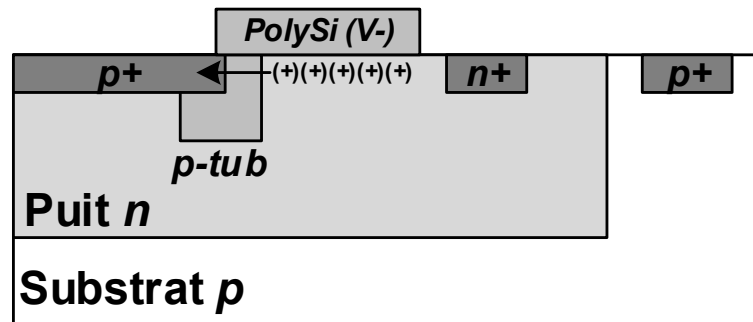 PolySi (V-)
p+ (+)(+)(+)(+)(+) n+ p+
p-tub
Puit n
Substrat p